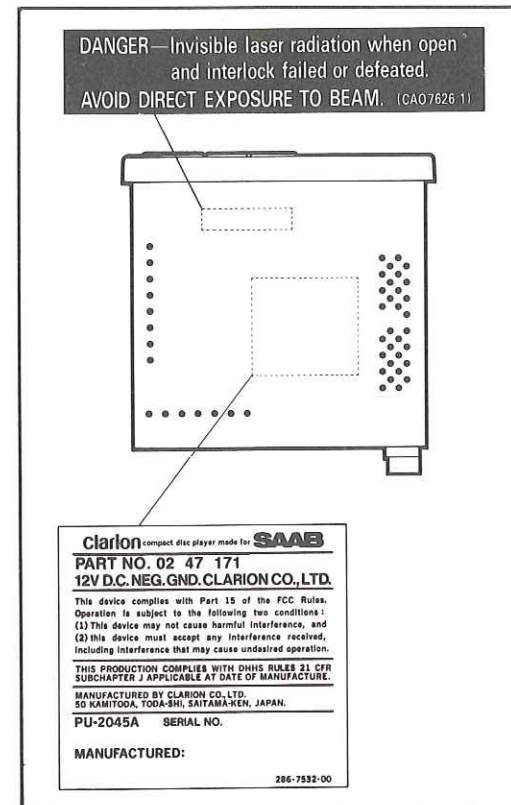 DANGER—Invisible laser radiation when open
and interlock failed or defeated.
AVOID DIRECT EXPOSURE TO BEAM. (CAO7626 1)
Clarion compact disc player made for SAAB
PART NO. 02 47 171
12V D.C. NEG. GND. CLARION CO., LTD.
This device complies with Part 15 of the FCC Rules.
Operation is subject to the following two conditions :
(1) This device may not cause harmful interference, and
(2) this device must accept any interference received,
including interference that may cause undesired operation.
THIS PRODUCTION COMPLIES WITH DHHS RULES 21 CFR
SUBCHAPTER J APPLICABLE AT DATE OF MANUFACTURE.
MANUFACTURED BY CLARION CO., LTD.
50 KAMITODA, TODA-SHI, SAITAMA-KEN, JAPAN.
PU-2045A SERIAL NO.
MANUFACTURED:
286-7532-00